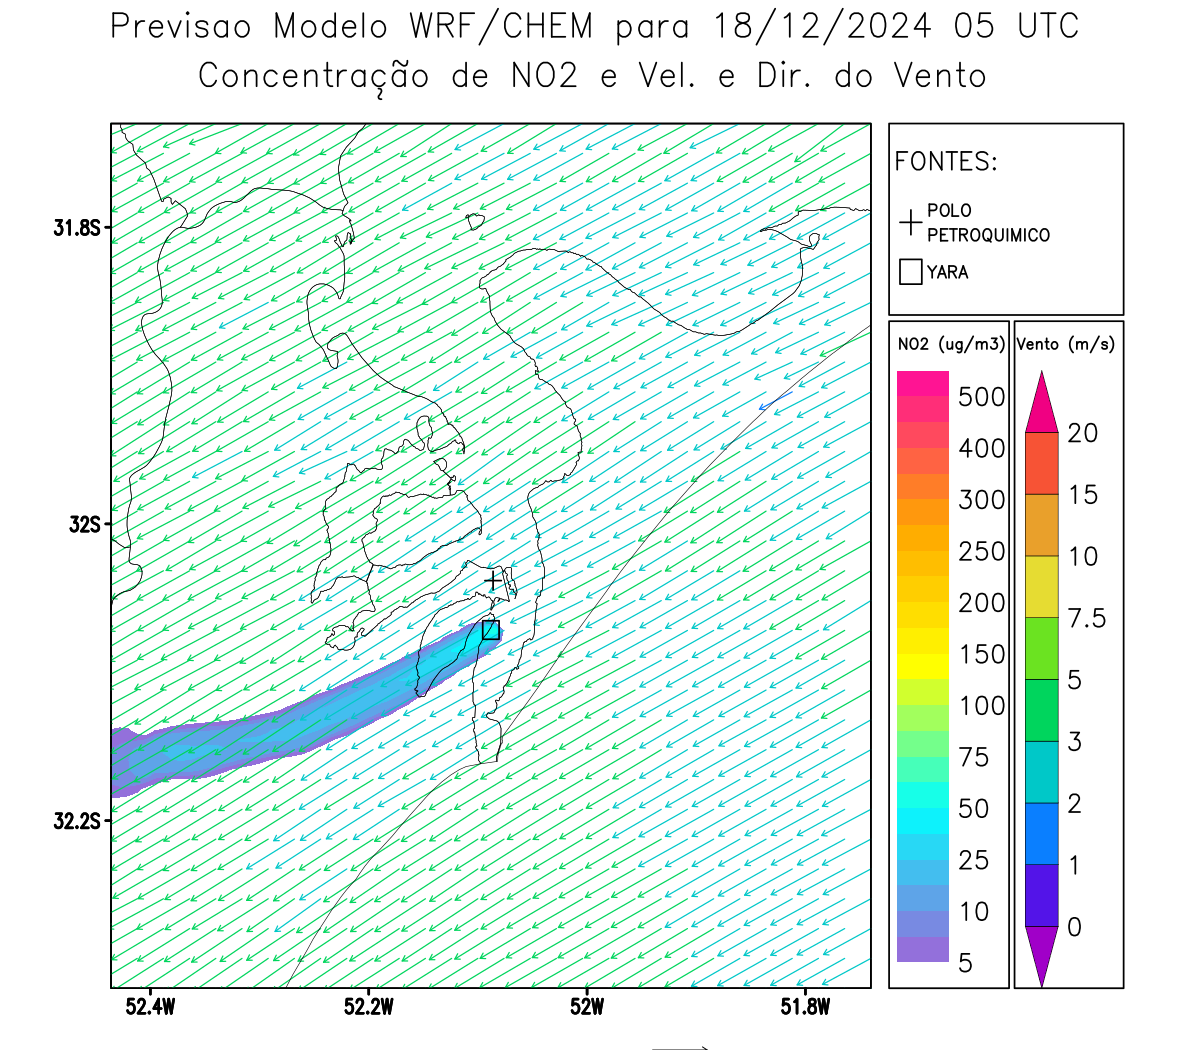 Previsao Modelo WRF/CHEM para 18/12/2024 05 UTC
Concentração de NO2 e Vel. e Dir. do Vento
FONTES:
POLO
PETROQUIMICO
YARA
NO2 (ug/m3)
500
400
300
250
200
150
100
75
50
25
10
5
Vento (m/s)
20
15
10
7.5
5
3
2
1
0
31.8S
32S
32.2S
52.4W
52.2W
52W
51.8W